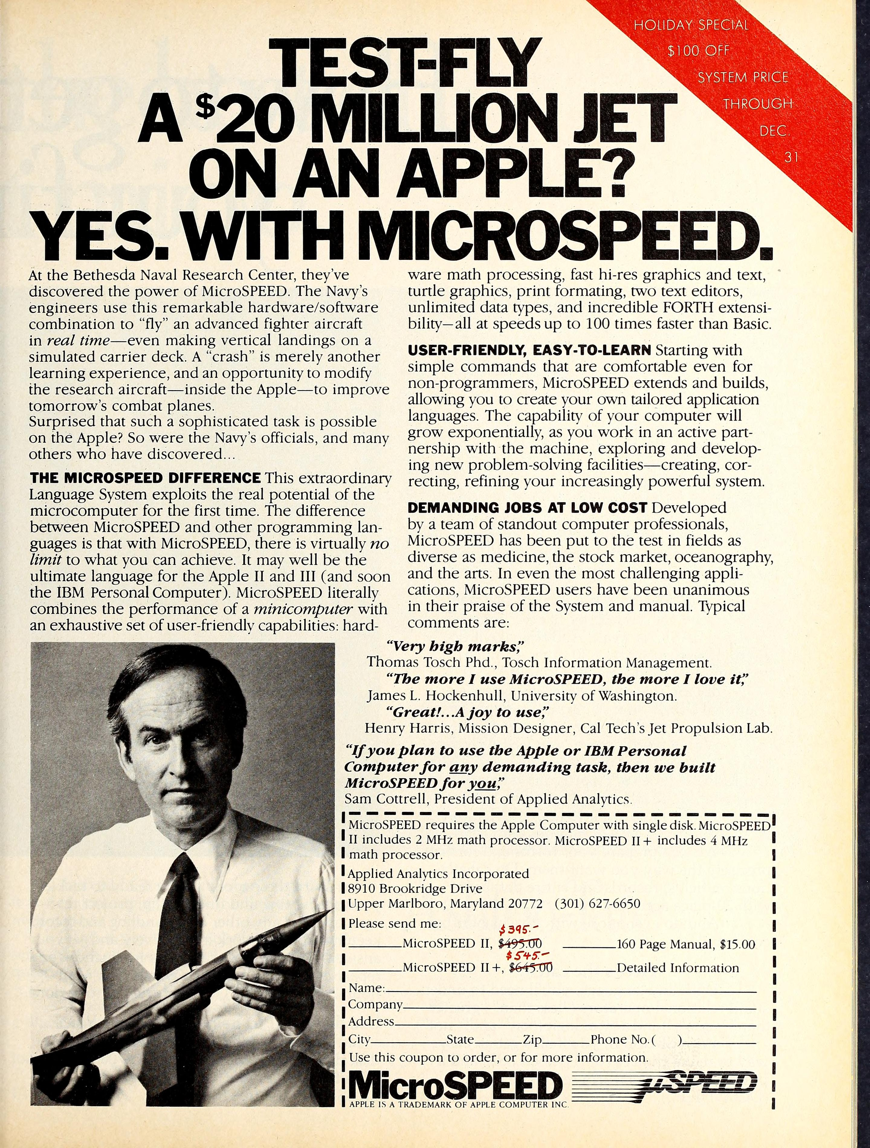 HOLIDAY SPECIAL
$100 OFF
SYSTEM PRICE
THROUGH
DEC.
31
TEST-FLY
A $20 MILLION JET
ON AN APPLE?
YES. WITH MICROSPEED.
At the Bethesda Naval Research Center, they've
discovered the power of MicroSPEED. The Navy's
engineers use this remarkable hardware/software
combination to "fly" an advanced fighter aircraft
in real time—even making vertical landings on a
simulated carrier deck. A "crash" is merely another
learning experience, and an opportunity to modify
the research aircraft—inside the Apple—to improve
tomorrow's combat planes.
Surprised that such a sophisticated task is possible
on the Apple? So were the Navy's officials, and many
others who have discovered...
THE MICROSPEED DIFFERENCE This extraordinary
Language System exploits the real potential of the
microcomputer for the first time. The difference
between MicroSPEED and other programming lan-
guages is that with MicroSPEED, there is virtually no
limit to what you can achieve. It may well be the
ultimate language for the Apple II and III (and soon
the IBM Personal Computer). MicroSPEED literally
combines the performance of a minicomputer with
an exhaustive set of user-friendly capabilities: hard-
ware math processing, fast hi-res graphics and text,
turtle graphics, print formating, two text editors,
unlimited data types, and incredible FORTH extensi-
bility—all at speeds up to 100 times faster than Basic.
USER-FRIENDLY, EASY-TO-LEARN Starting with
simple commands that are comfortable even for
non-programmers, MicroSPEED extends and builds,
allowing you to create your own tailored application
languages. The capability of your computer will
grow exponentially, as you work in an active part-
nership with the machine, exploring and develop-
ing new problem-solving facilities—creating, cor-
recting, refining your increasingly powerful system.
DEMANDING JOBS AT LOW COST Developed
by a team of standout computer professionals,
MicroSPEED has been put to the test in fields as
diverse as medicine, the stock market, oceanography,
and the arts. In even the most challenging appli-
cations, MicroSPEED users have been unanimous
in their praise of the System and manual. Typical
comments are:
"Very high marks,"
Thomas Tosch Phd., Tosch Information Management.
"The more I use MicroSPEED, the more I love it,"
James L. Hockenhull, University of Washington.
"Great!...A joy to use,"
Henry Harris, Mission Designer, Cal Tech's Jet Propulsion Lab.
"If you plan to use the Apple or IBM Personal
Computer for any demanding task, then we built
MicroSPEED for you,"
Sam Cottrell, President of Applied Analytics.
MicroSPEED requires the Apple Computer with single disk. MicroSPEED
II includes 2 MHz math processor. MicroSPEED II+ includes 4 MHz
math processor.
Applied Analytics Incorporated
8910 Brookridge Drive
Upper Marlboro, Maryland 20772 (301) 627-6650
Please send me:
$395.-
MicroSPEED II, $495.00 160 Page Manual, $15.00
$545.-
MicroSPEED II+, $645.00 Detailed Information
Name:
Company
Address
City State Zip Phone No. ( )
Use this coupon to order, or for more information.
MicroSPEED μSPEED
APPLE IS A TRADEMARK OF APPLE COMPUTER INC.